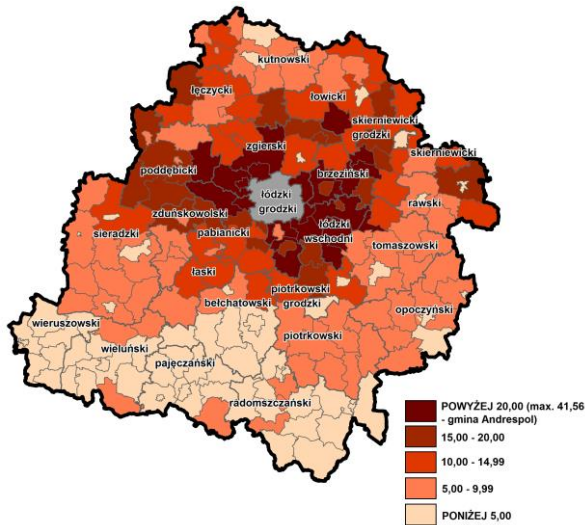 kutnowski
łęczycki
łowicki
skierniewicki
grodzki
zgierski
skierniewicki
poddębicki
brzeziński
łódzki
grodzki
rawski
zduńskowolski
łódzki
wschodni
sieradzki
pabianicki
tomaszowski
łaski
piotrkowski
grodzki
bełchatowski
opoczyński
wieruszowski
piotrkowski
wieluński
pajęczański
radomszczański
POWYŻEJ 20,00 (max. 41,56
- gmina Andrespol)
15,00 - 20,00
10,00 - 14,99
5,00 - 9,99
PONIŻEJ 5,00